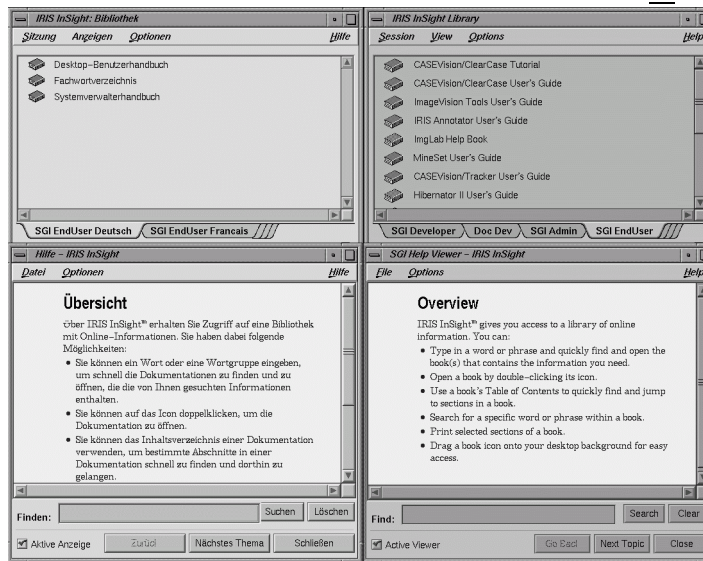 IRIS InSight: Bibliothek
Sitzung Anzeigen Optionen Hilfe
Desktop-Benutzerhandbuch
Fachwortverzeichnis
Systemverwalterhandbuch
SGI EndUser Deutsch SGI EndUser Francais
IRIS InSight Library
Session View Options Help
CASEVision/ClearCase Tutorial
CASEVision/ClearCase User's Guide
ImageVision Tools User's Guide
IRIS Annotator User's Guide
ImgLab Help Book
MineSet User's Guide
CASEVision/Tracker User's Guide
Hibernator II User's Guide
SGI Developer Doc Dev SGI Admin SGI EndUser
Hilfe – IRIS InSight
Datei Optionen Hilfe
Übersicht
Über IRIS InSight™ erhalten Sie Zugriff auf eine Bibliothek
mit Online-Informationen. Sie haben dabei folgende
Möglichkeiten:
• Sie können ein Wort oder eine Wortgruppe eingeben,
um schnell die Dokumentationen zu finden und zu
öffnen, die die von Ihnen gesuchten Informationen
enthalten.
• Sie können auf das Icon doppelklicken, um die
Dokumentation zu öffnen.
• Sie können das Inhaltsverzeichnis einer Dokumentation
verwenden, um bestimmte Abschnitte in einer
Dokumentation schnell zu finden und dorthin zu
gelangen.
Finden: Suchen Löschen
Aktive Anzeige Zurück Nächstes Thema Schließen
SGI Help Viewer – IRIS InSight
File Options Help
Overview
IRIS InSight™ gives you access to a library of online
information. You can:
• Type in a word or phrase and quickly find and open the
book(s) that contains the information you need.
• Open a book by double-clicking its icon.
• Use a book's Table of Contents to quickly find and jump
to sections in a book.
• Search for a specific word or phrase within a book.
• Print selected sections of a book.
• Drag a book icon onto your desktop background for easy
access.
Find: Search Clear
Active Viewer Go Back Next Topic Close